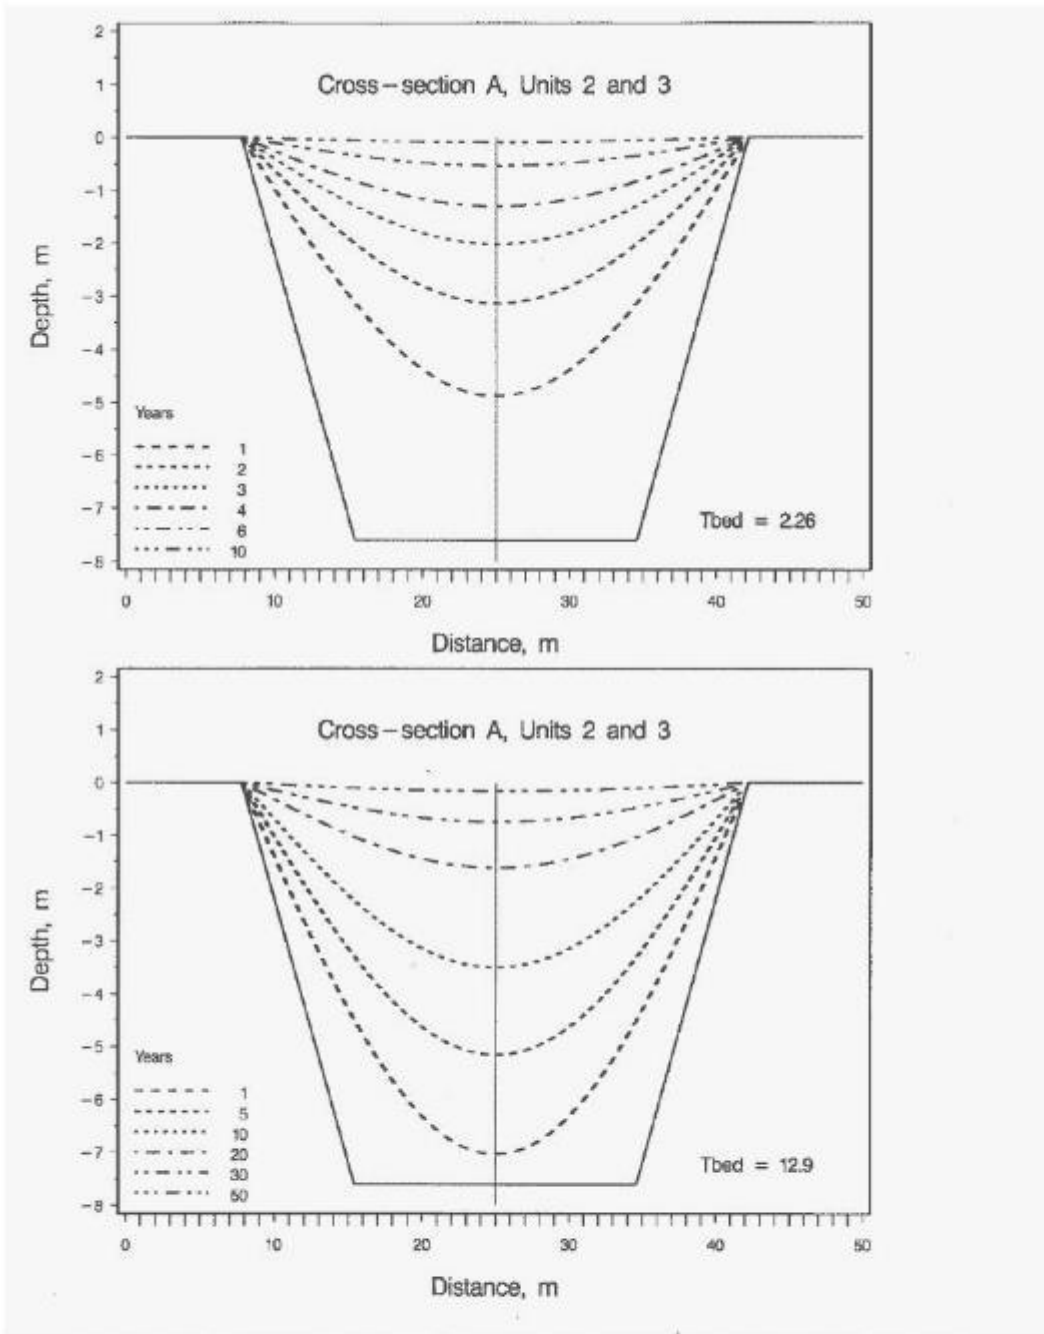 Cross-section A, Units 2 and 3
2
1
0
-1
-2
-3
-4
-5
-6
-7
-8
Depth, m
Years
1
2
3
4
6
10
Tbed = 2.26
0 10 20 30 40 50
Distance, m
Cross-section A, Units 2 and 3
2
1
0
-1
-2
-3
-4
-5
-6
-7
-8
Depth, m
Years
1
5
10
20
30
50
Tbed = 12.9
0 10 20 30 40 50
Distance, m